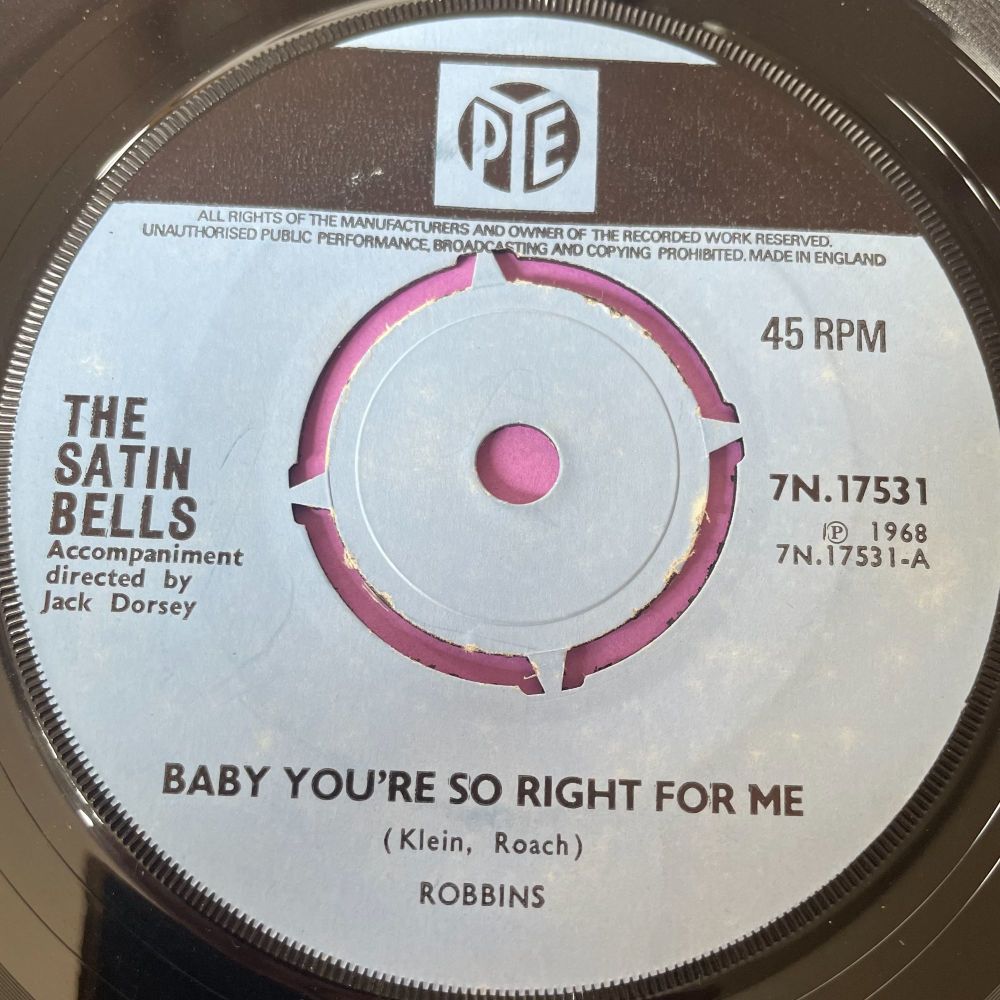 PYE
ALL RIGHTS OF THE MANUFACTURERS AND OWNER OF THE RECORDED WORK RESERVED.
UNAUTHORISED PUBLIC PERFORMANCE, BROADCASTING AND COPYING PROHIBITED. MADE IN ENGLAND
45 RPM
THE
SATIN
BELLS
Accompaniment
directed by
Jack Dorsey
7N.17531
℗ 1968
7N.17531-A
BABY YOU'RE SO RIGHT FOR ME
(Klein, Roach)
ROBBINS